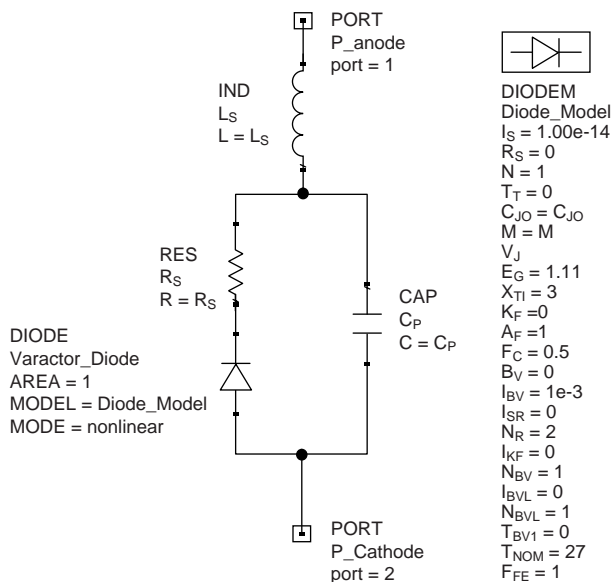 PORT
P_anode
port = 1
IND
LS
L = LS
RES
RS
R = RS
CAP
CP
C = CP
DIODE
Varactor_Diode
AREA = 1
MODEL = Diode_Model
MODE = nonlinear
PORT
P_Cathode
port = 2
DIODEM
Diode_Model
IS = 1.00e-14
RS = 0
N = 1
TT = 0
CJO = CJO
M = M
VJ
EG = 1.11
XTI = 3
KF =0
AF =1
FC = 0.5
BV = 0
IBV = 1e-3
ISR = 0
NR = 2
IKF = 0
NBV = 1
IBVL = 0
NBVL = 1
TBV1 = 0
TNOM = 27
FFE = 1